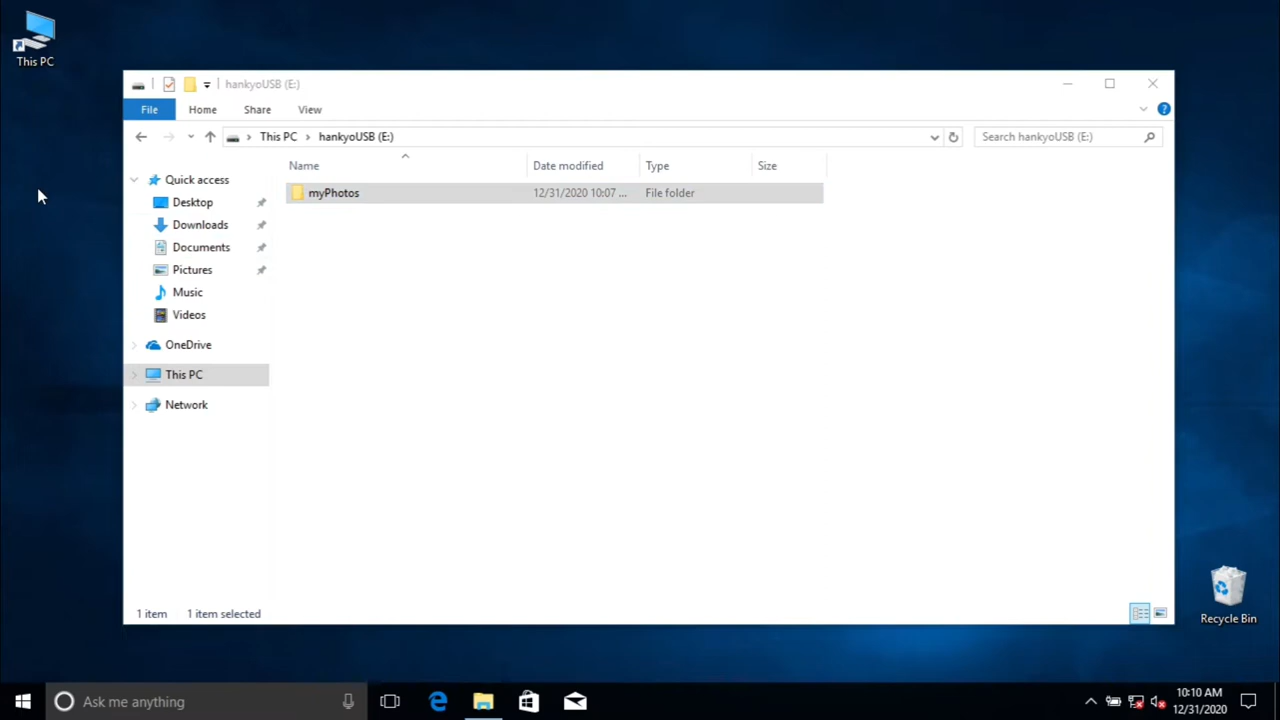 This PC
hankyoUSB (E:)
File Home Share View
This PC hankyoUSB (E:) Search hankyoUSB (E:)
Name Date modified Type Size
myPhotos 12/31/2020 10:07 ... File folder
Quick access
Desktop
Downloads
Documents
Pictures
Music
Videos
OneDrive
This PC
Network
1 item 1 item selected
Recycle Bin
Ask me anything
10:10 AM
12/31/2020